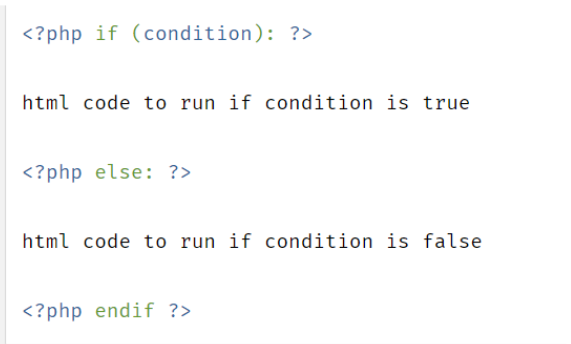 <?php if (condition): ?>
html code to run if condition is true
<?php else: ?>
html code to run if condition is false
<?php endif ?>